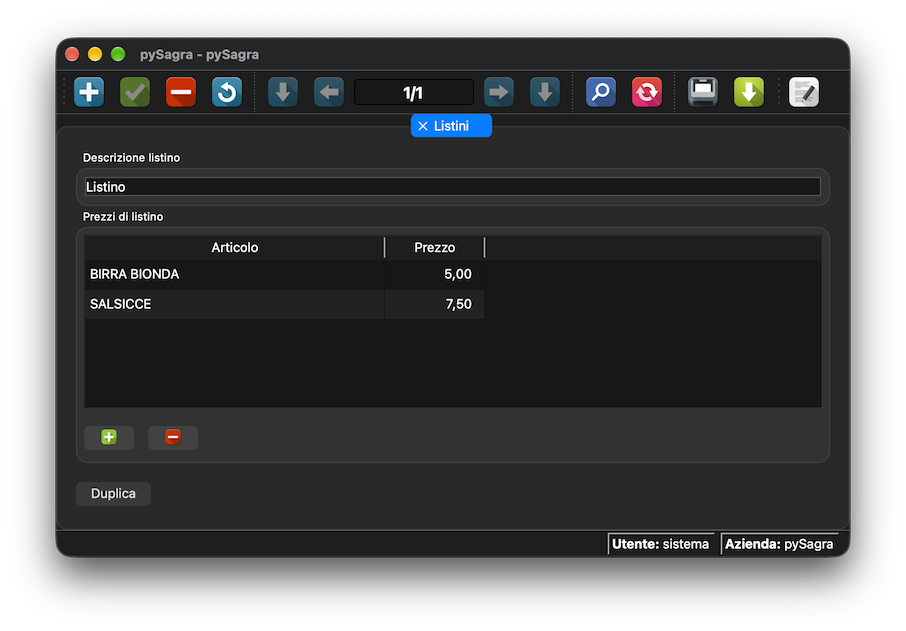 pySagra - pySagra
1/1
Listini
Descrizione listino
Listino
Prezzi di listino
Articolo Prezzo
BIRRA BIONDA 5,00
SALSICCE 7,50
Duplica
Utente: sistema Azienda: pySagra